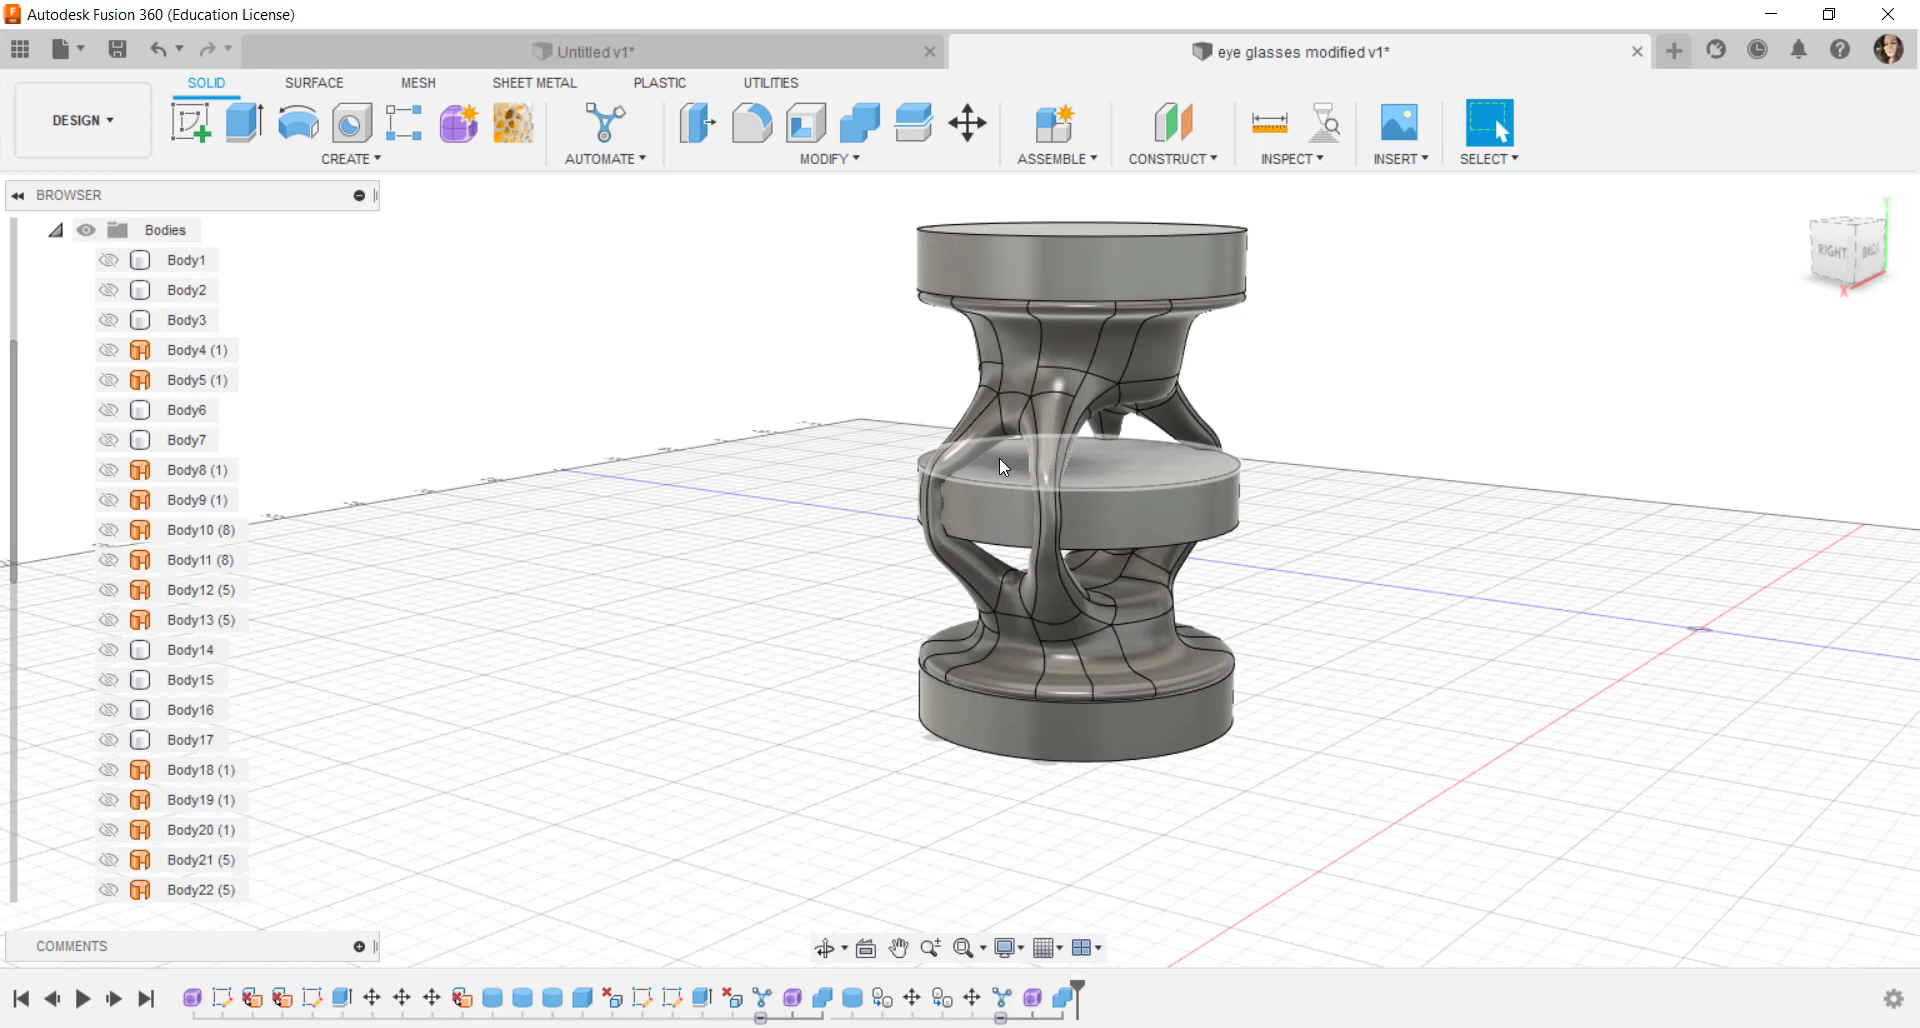 Autodesk Fusion 360 (Education License)
Untitled v1*
eye glasses modified v1*
DESIGN
SOLID
SURFACE
MESH
SHEET METAL
PLASTIC
UTILITIES
CREATE
AUTOMATE
MODIFY
ASSEMBLE
CONSTRUCT
INSPECT
INSERT
SELECT
BROWSER
Bodies
Body1
Body2
Body3
Body4 (1)
Body5 (1)
Body6
Body7
Body8 (1)
Body9 (1)
Body10 (8)
Body11 (8)
Body12 (5)
Body13 (5)
Body14
Body15
Body16
Body17
Body18 (1)
Body19 (1)
Body20 (1)
Body21 (5)
Body22 (5)
Y
RIGHT
BACK
X
COMMENTS